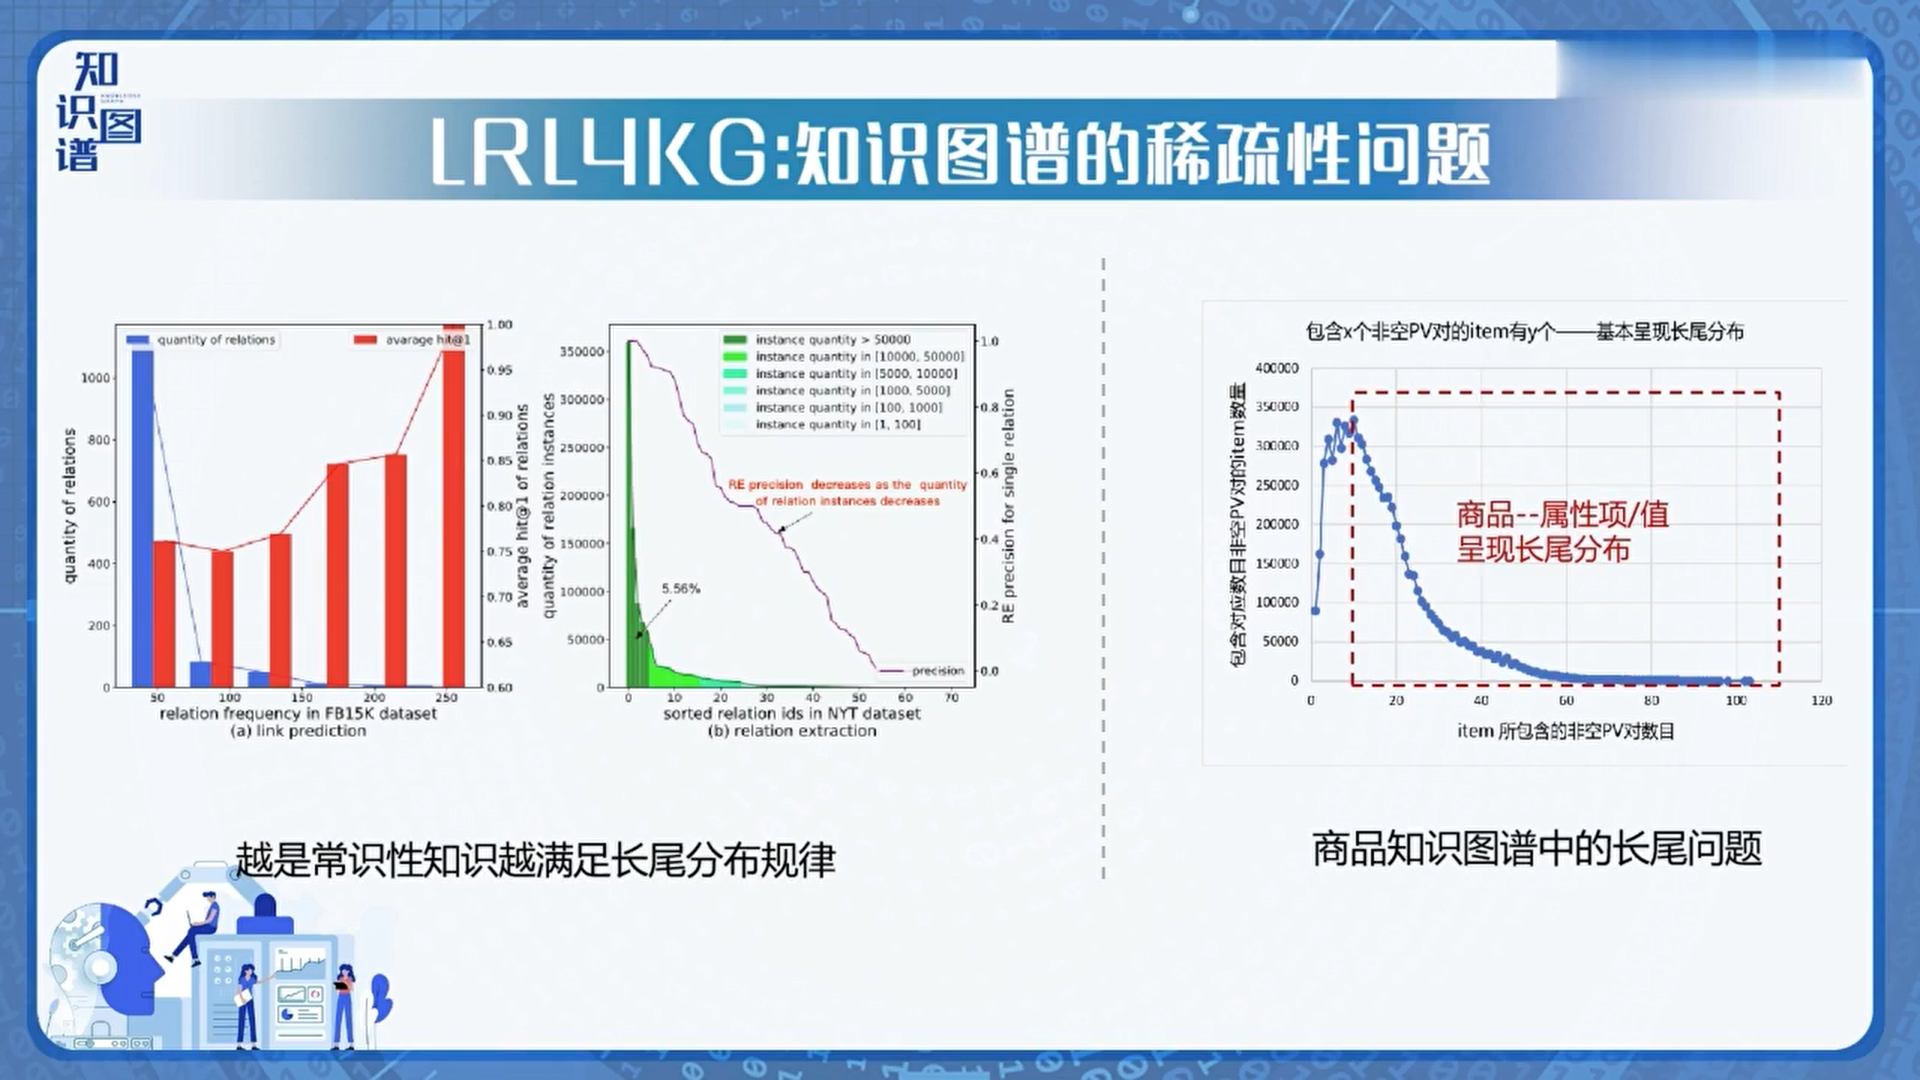 知识图谱
LRL4KG:知识图谱的稀疏性问题
quantity of relations
avarage hit@1
1000
800
600
400
200
0
quantity of relations
1.00
0.95
0.90
0.85
0.80
0.75
0.70
0.65
0.60
average hit@1 of relations
50
100
150
200
250
relation frequency in FB15K dataset
(a) link prediction
instance quantity > 50000
instance quantity in [10000, 50000]
instance quantity in [5000, 10000]
instance quantity in [1000, 5000]
instance quantity in [100, 1000]
instance quantity in [1, 100]
350000
300000
250000
200000
150000
100000
50000
0
quantity of relation instances
RE precision decreases as the quantity
of relation instances decreases
5.56%
precision
1.0
0.8
0.6
0.4
0.2
0.0
RE precision for single relation
0
10
20
30
40
50
60
70
sorted relation ids in NYT dataset
(b) relation extraction
越是常识性知识越满足长尾分布规律
包含x个非空PV对的item有y个——基本呈现长尾分布
400000
350000
300000
250000
200000
150000
100000
50000
0
包含对应数目非空PV对的item数量
商品--属性项/值
呈现长尾分布
0
20
40
60
80
100
120
item 所包含的非空PV对数目
商品知识图谱中的长尾问题